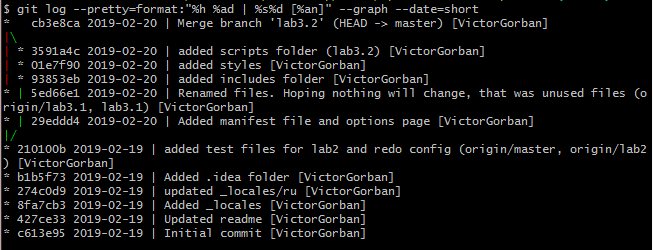 $ git log --pretty=format:"%h %ad | %s%d [%an]" --graph --date=short
*   cb3e8ca 2019-02-20 | Merge branch 'lab3.2' (HEAD -> master) [VictorGorban]
|\
| * 3591a4c 2019-02-20 | added scripts folder (lab3.2) [VictorGorban]
| * 01e7f90 2019-02-20 | added styles [VictorGorban]
| * 93853eb 2019-02-20 | added includes folder [VictorGorban]
* | 5ed66e1 2019-02-20 | Renamed files. Hoping nothing will change, that was unused files (o
rigin/lab3.1, lab3.1) [VictorGorban]
* | 29eddd4 2019-02-20 | Added manifest file and options page [VictorGorban]
|/
* 210100b 2019-02-19 | added test files for lab2 and redo config (origin/master, origin/lab2
) [VictorGorban]
* b1b5f73 2019-02-19 | Added .idea folder [VictorGorban]
* 274c0d9 2019-02-19 | updated _locales/ru [VictorGorban]
* 8fa7cb3 2019-02-19 | Added _locales [VictorGorban]
* 427ce33 2019-02-19 | Updated readme [VictorGorban]
* c613e95 2019-02-19 | Initial commit [VictorGorban]